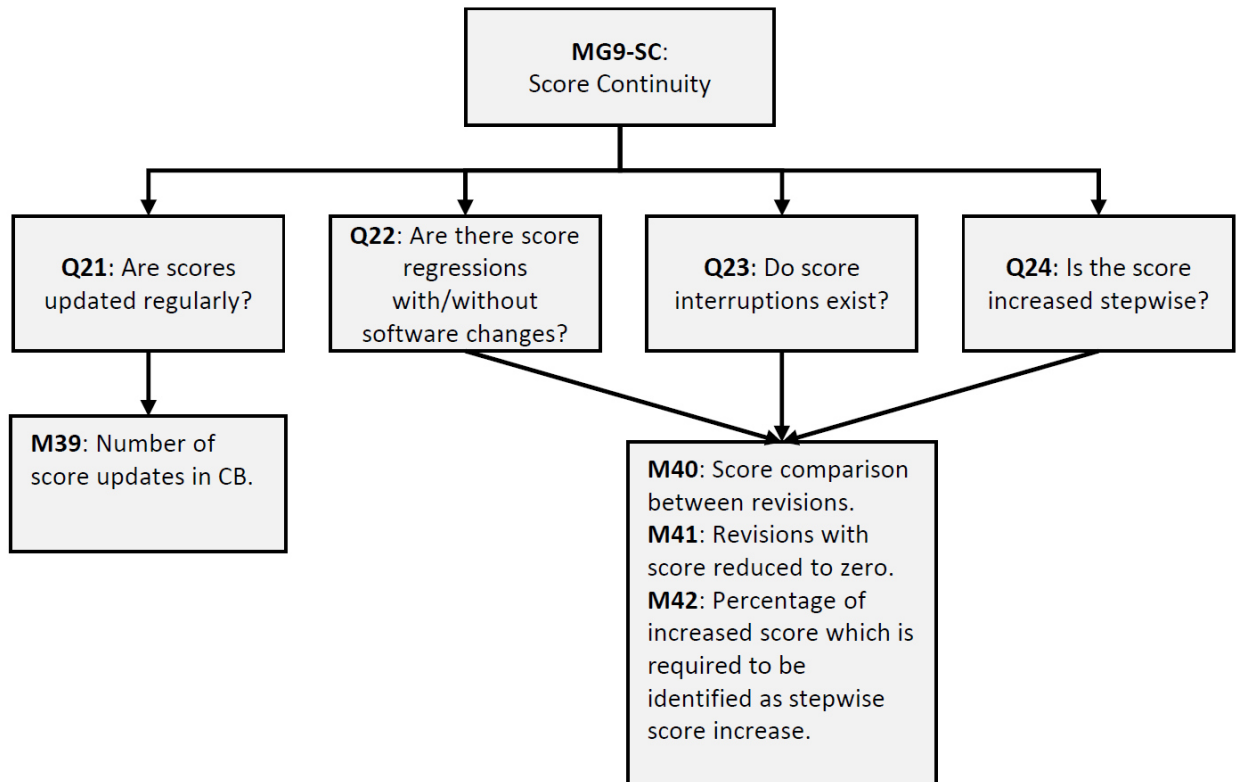 MG9-SC:
Score Continuity
Q21: Are scores
updated regularly?
Q22: Are there score
regressions
with/without
software changes?
Q23: Do score
interruptions exist?
Q24: Is the score
increased stepwise?
M39: Number of
score updates in CB.
M40: Score comparison
between revisions.
M41: Revisions with
score reduced to zero.
M42: Percentage of
increased score which is
required to be
identified as stepwise
score increase.